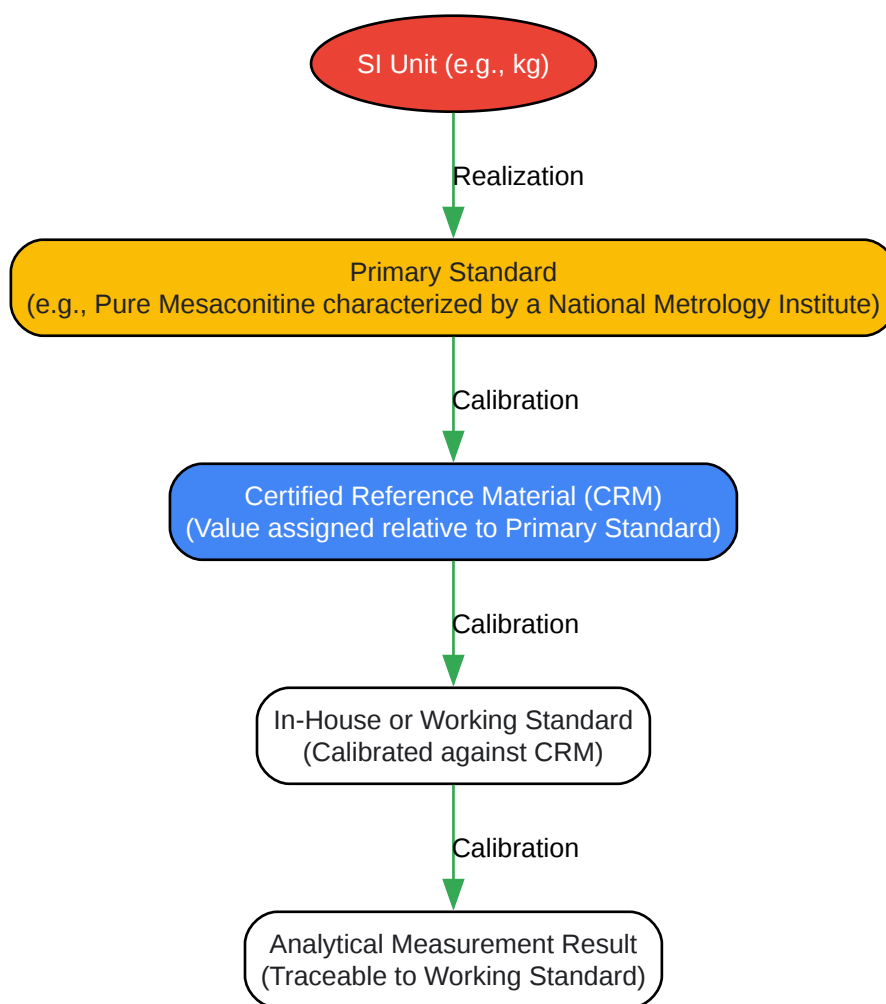 SI Unit (e.g., kg)
Realization
Primary Standard
(e.g., Pure Mesaconitine characterized by a National Metrology Institute)
Calibration
Certified Reference Material (CRM)
(Value assigned relative to Primary Standard)
Calibration
In-House or Working Standard
(Calibrated against CRM)
Calibration
Analytical Measurement Result
(Traceable to Working Standard)